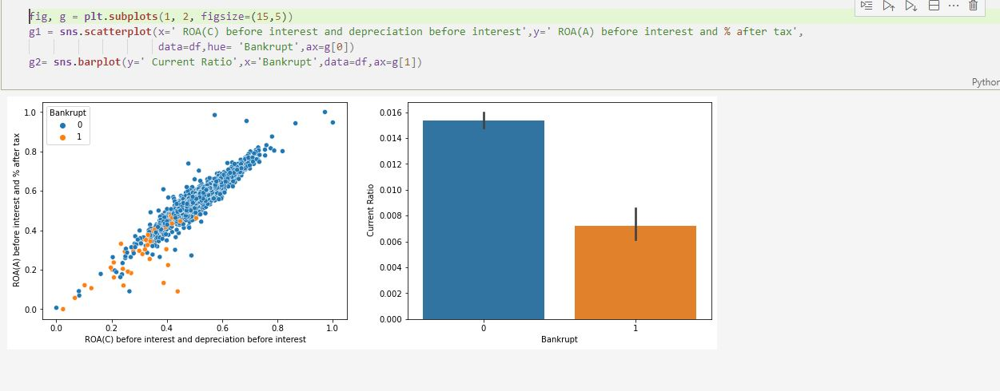 fig, g = plt.subplots(1, 2, figsize=(15,5))
g1 = sns.scatterplot(x=' ROA(C) before interest and depreciation before interest',y=' ROA(A) before interest and % after tax',
data=df,hue= 'Bankrupt',ax=g[0])
g2= sns.barplot(y=' Current Ratio',x='Bankrupt',data=df,ax=g[1])
Python
Bankrupt
0
1
1.0
0.8
0.6
0.4
0.2
0.0
ROA(A) before interest and % after tax
0.0 0.2 0.4 0.6 0.8 1.0
ROA(C) before interest and depreciation before interest
0.016
0.014
0.012
0.010
0.008
0.006
0.004
0.002
0.000
Current Ratio
0 1
Bankrupt